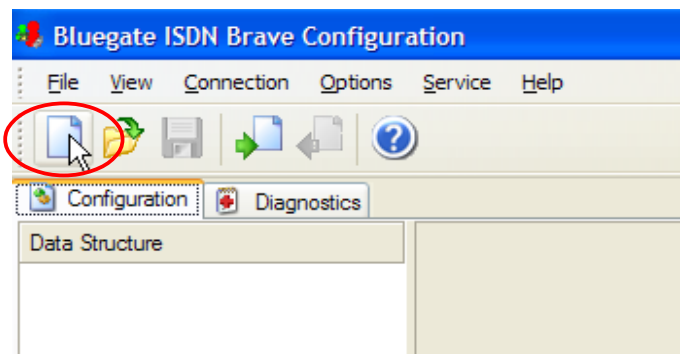 Bluegate ISDN Brave Configuration
File View Connection Options Service Help
Configuration Diagnostics
Data Structure